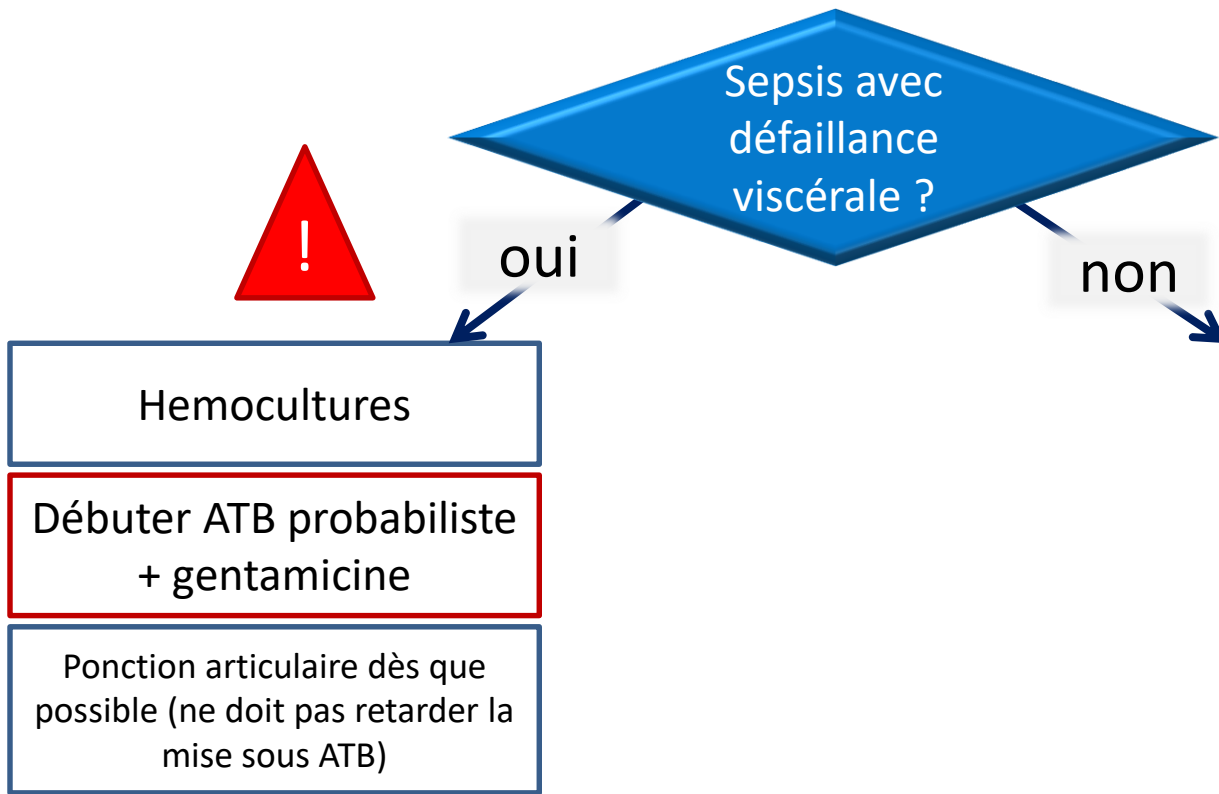 Sepsis avec
défaillance
viscérale ?
!
oui
non
Hemocultures
Débuter ATB probabiliste
+ gentamicine
Ponction articulaire dès que
possible (ne doit pas retarder la
mise sous ATB)